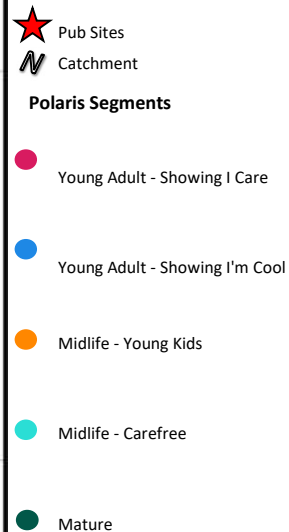 Pub Sites
Catchment
Polaris Segments
Young Adult - Showing I Care
Young Adult - Showing I'm Cool
Midlife - Young Kids
Midlife - Carefree
Mature